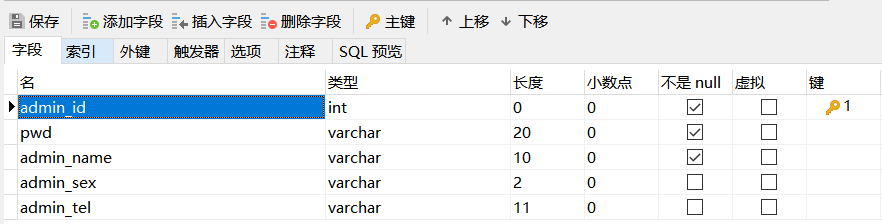 保存 添加字段 插入字段 删除字段 主键 上移 下移
字段 索引 外键 触发器 选项 注释 SQL 预览
名 类型 长度 小数点 不是 null 虚拟 键
admin_id int 0 0 1
pwd varchar 20 0
admin_name varchar 10 0
admin_sex varchar 2 0
admin_tel varchar 11 0